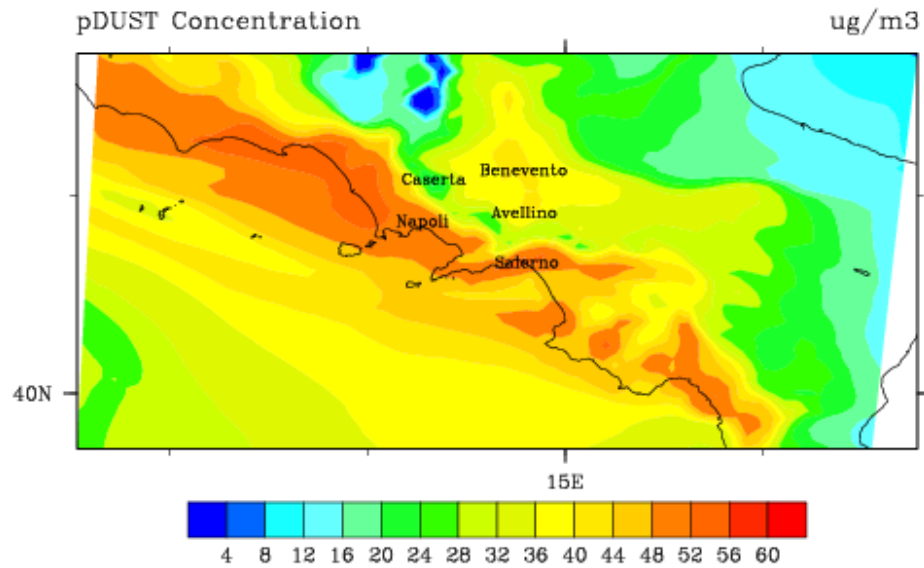 pDUST Concentration ug/m3
Benevento
Caserta
Avellino
Napoli
Salerno
40N
15E
4 8 12 16 20 24 28 32 36 40 44 48 52 56 60